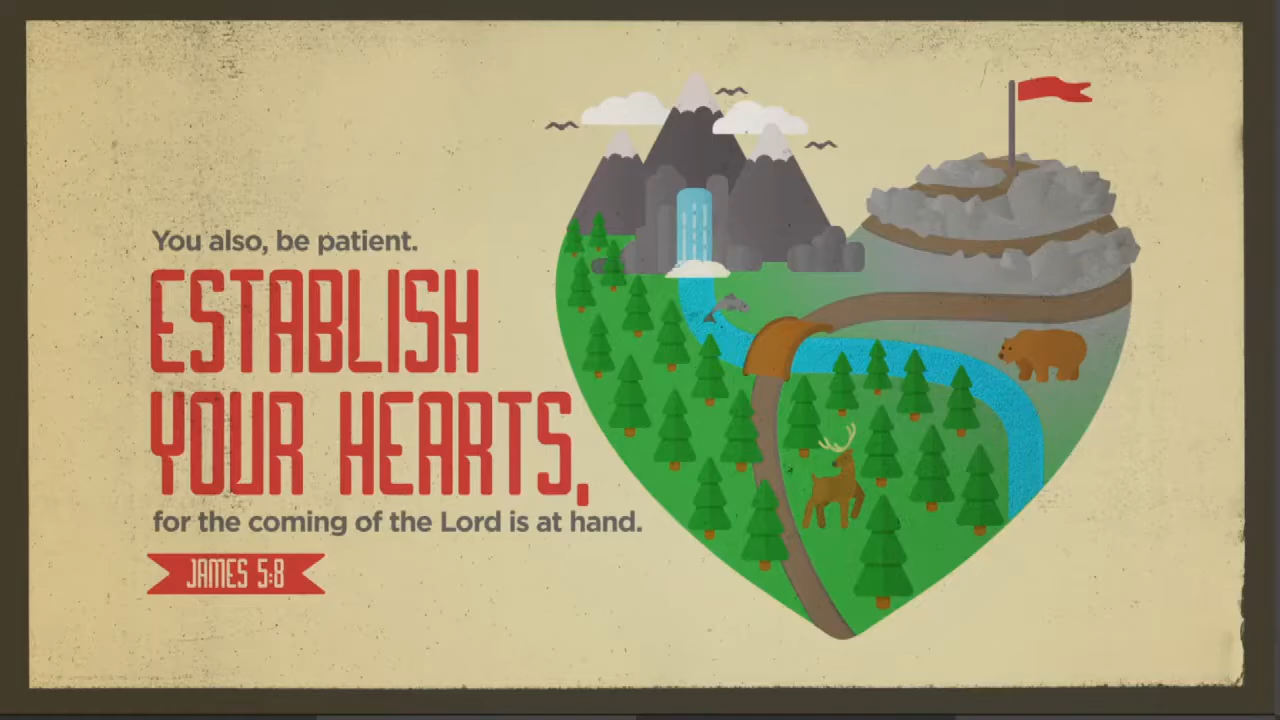 You also, be patient.
ESTABLISH
YOUR HEARTS,
for the coming of the Lord is at hand.
JAMES 5:8